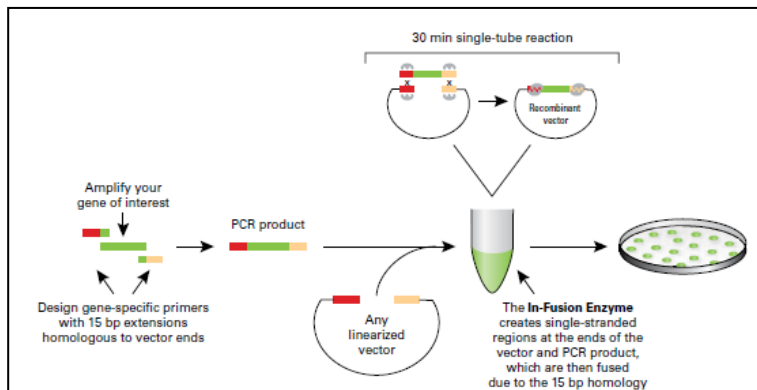 30 min single-tube reaction
x
x
Recombinant
vector
Amplify your
gene of interest
PCR product
Design gene-specific primers
with 15 bp extensions
homologous to vector ends
Any
linearized
vector
The In-Fusion Enzyme
creates single-stranded
regions at the ends of the
vector and PCR product,
which are then fused
due to the 15 bp homology